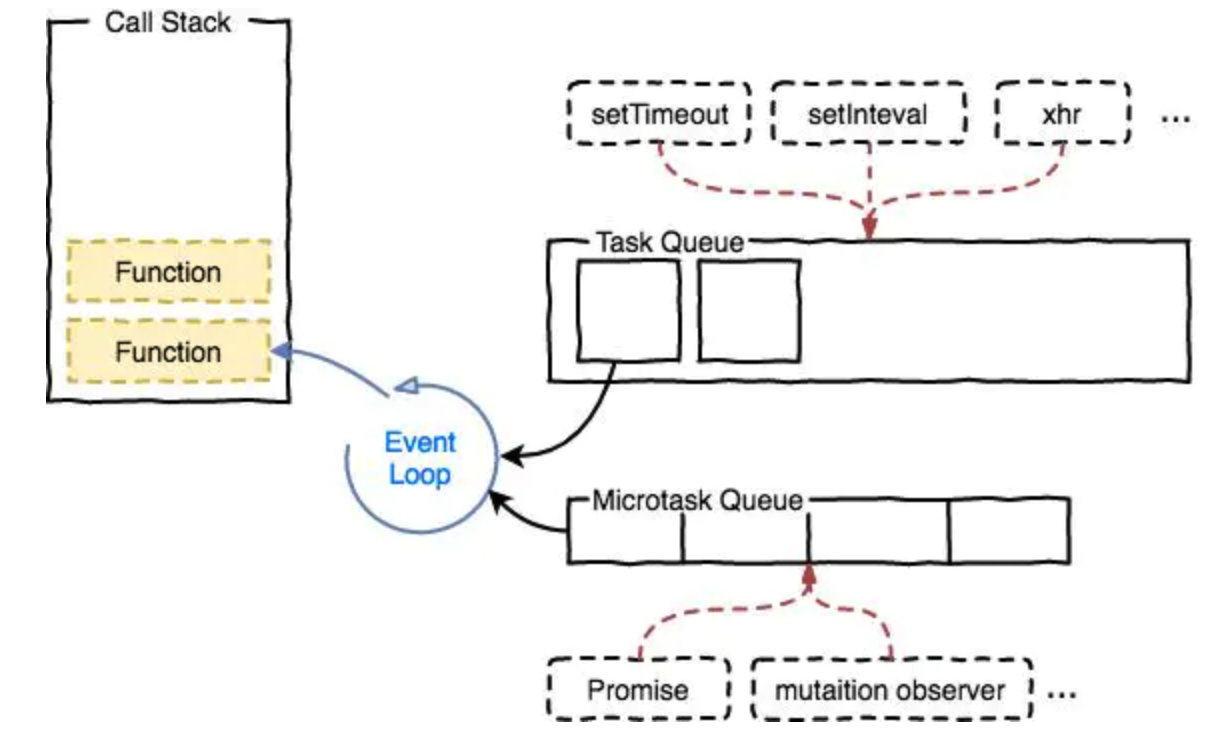 Call Stack
Function
Function
Event
Loop
setTimeout
setInteval
xhr
...
Task Queue
Microtask Queue
Promise
mutaition observer
...